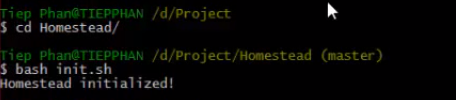 Tiep Phan@TIEPPHAN /d/Project
$ cd Homestead/
Tiep Phan@TIEPPHAN /d/Project/Homestead (master)
$ bash init.sh
Homestead initialized!